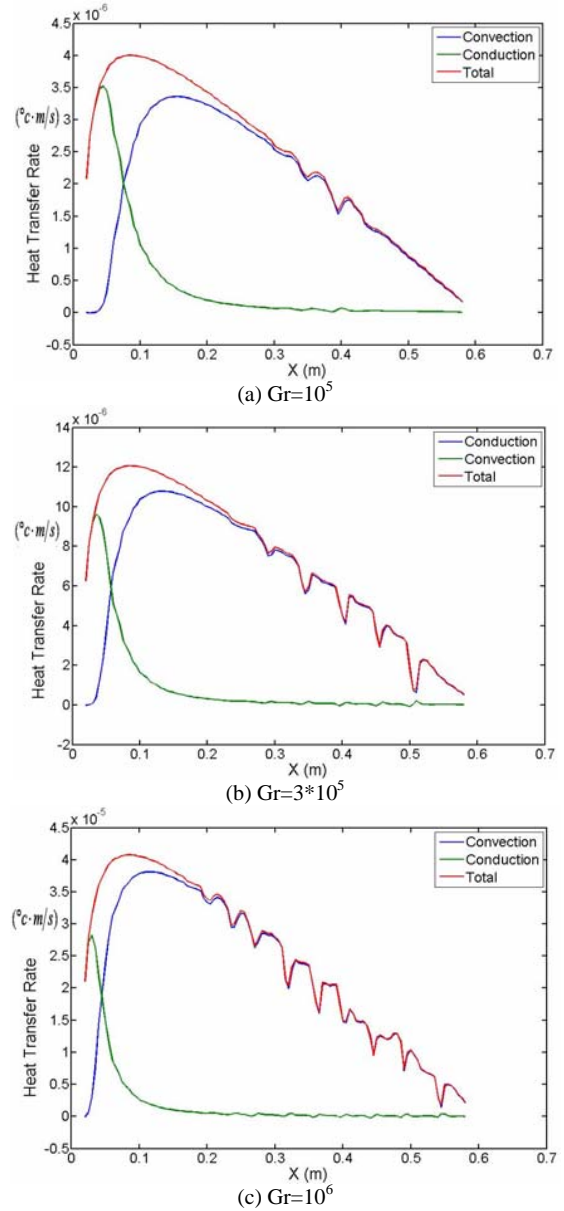 x 10⁻⁶
4.5
4
3.5
3
2.5
2
1.5
1
0.5
0
-0.5
(°c·m/s)
Heat Transfer Rate
Convection
Conduction
Total
0 0.1 0.2 0.3 0.4 0.5 0.6 0.7
X (m)
(a) Gr=10⁵
x 10⁻⁶
14
12
10
8
6
4
2
0
-2
(°c·m/s)
Heat Transfer Rate
Conduction
Convection
Total
0 0.1 0.2 0.3 0.4 0.5 0.6 0.7
X (m)
(b) Gr=3*10⁵
x 10⁻⁵
4.5
4
3.5
3
2.5
2
1.5
1
0.5
0
-0.5
(°c·m/s)
Heat Transfer Rate
Convection
Conduction
Total
0 0.1 0.2 0.3 0.4 0.5 0.6 0.7
X (m)
(c) Gr=10⁶